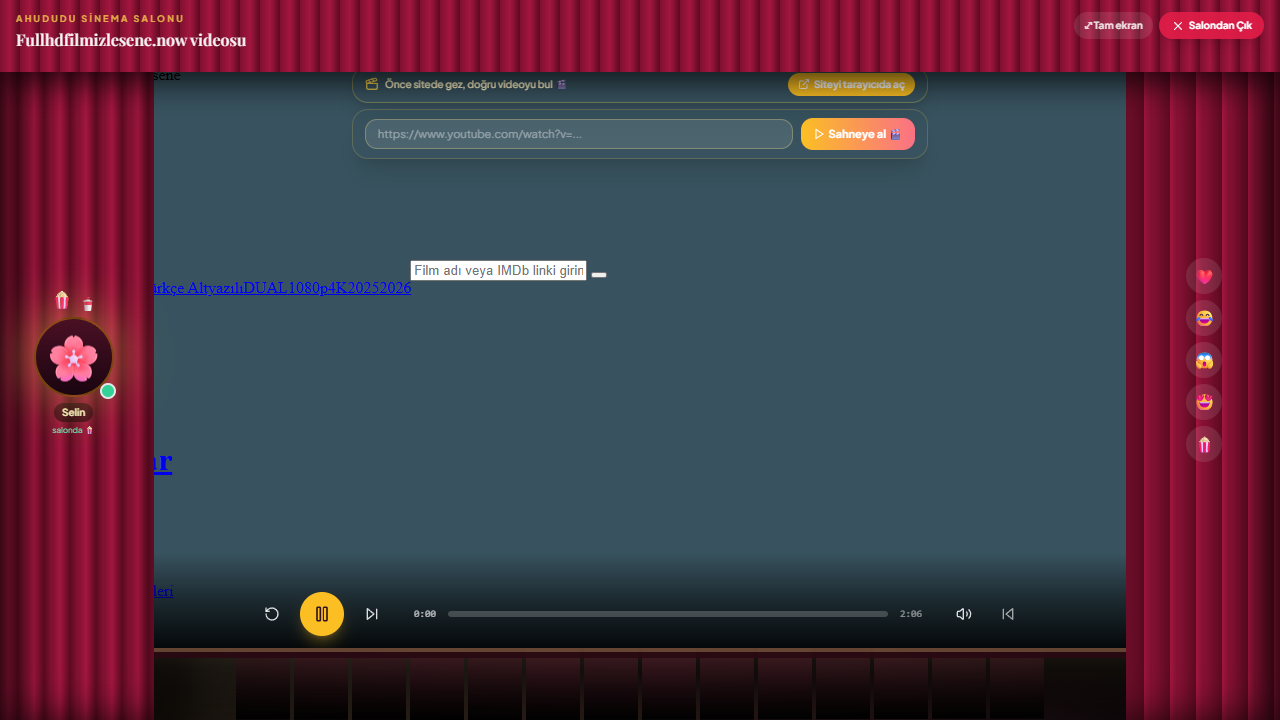 AHUDUDU SİNEMA SALONU
Fullhdfilmizlesene.now videosu
Tam ekran
Salondan Çık
sene
Önce sitede gez, doğru videoyu bul
Siteyi tarayıcıda aç
https://www.youtube.com/watch?v=...
Sahneye al
Film adı veya IMDb linki girin
ürkçe AltyazılıDUAL1080p4K20252026
Selin
salonda
ar
leri
0:00
2:06